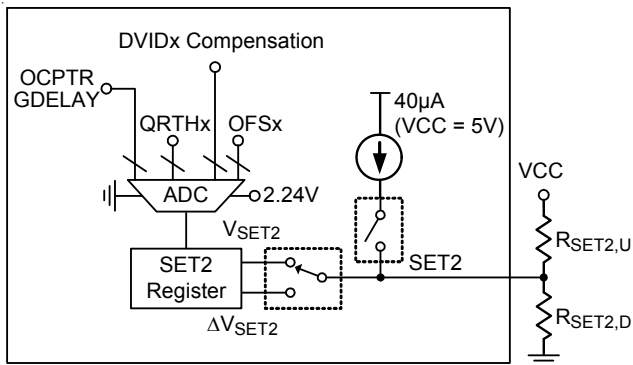 DVIDx Compensation
OCPTR
GDELAY
QRTHx
OFSx
40µA
(VCC = 5V)
VCC
ADC
2.24V
VSET2
RSET2,U
SET2
Register
SET2
ΔVSET2
RSET2,D